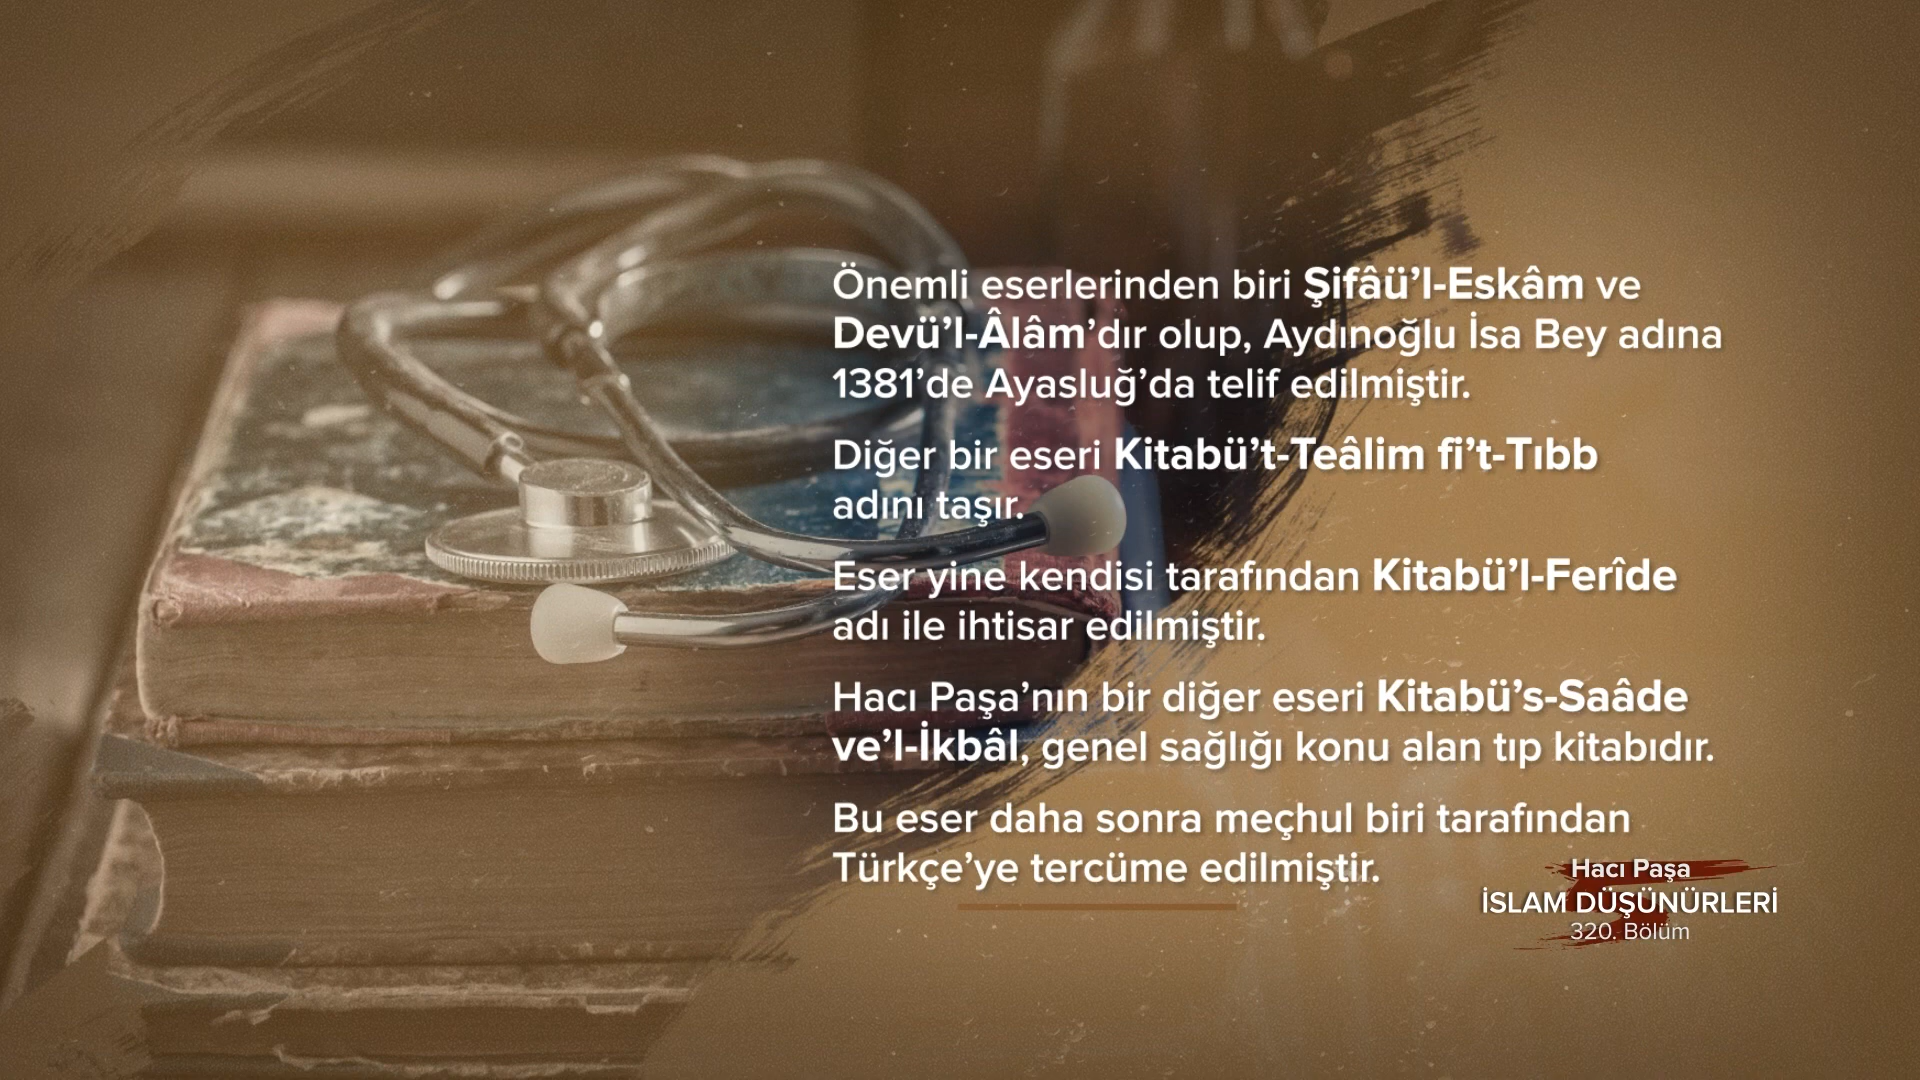 Önemli eserlerinden biri Şifâü’l-Eskâm ve
Devü’l-Âlâm’dır olup, Aydınoğlu İsa Bey adına
1381’de Ayasluğ’da telif edilmiştir.
Diğer bir eseri Kitabü’t-Teâlim fi’t-Tıbb
adını taşır.
Eser yine kendisi tarafından Kitabü’l-Ferîde
adı ile ihtisar edilmiştir.
Hacı Paşa’nın bir diğer eseri Kitabü’s-Saâde
ve’l-İkbâl, genel sağlığı konu alan tıp kitabıdır.
Bu eser daha sonra meçhul biri tarafından
Türkçe’ye tercüme edilmiştir.
Hacı Paşa
İSLAM DÜŞÜNÜRLERİ
320. Bölüm